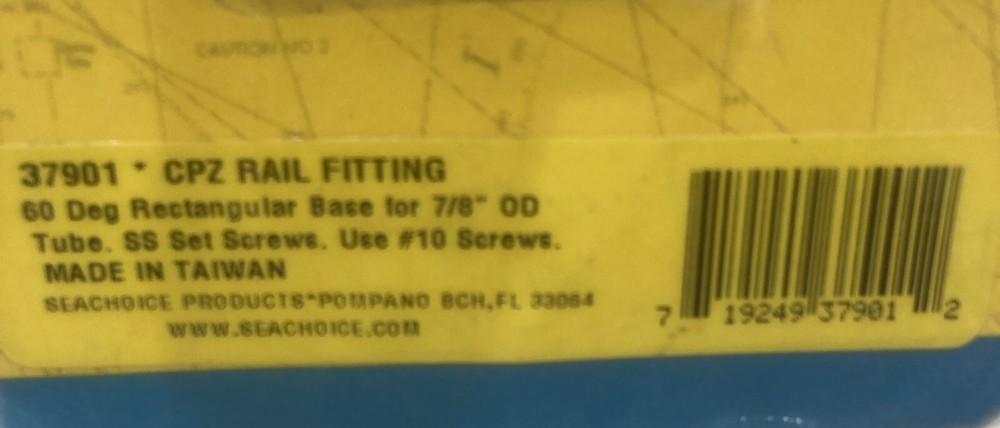 CAUTION NO 2
37901 * CPZ RAIL FITTING
60 Deg Rectangular Base for 7/8" OD
Tube. SS Set Screws. Use #10 Screws.
MADE IN TAIWAN
SEACHOICE PRODUCTS*POMPANO BCH,FL 33064
WWW.SEACHOICE.COM
7 19249 37901 2